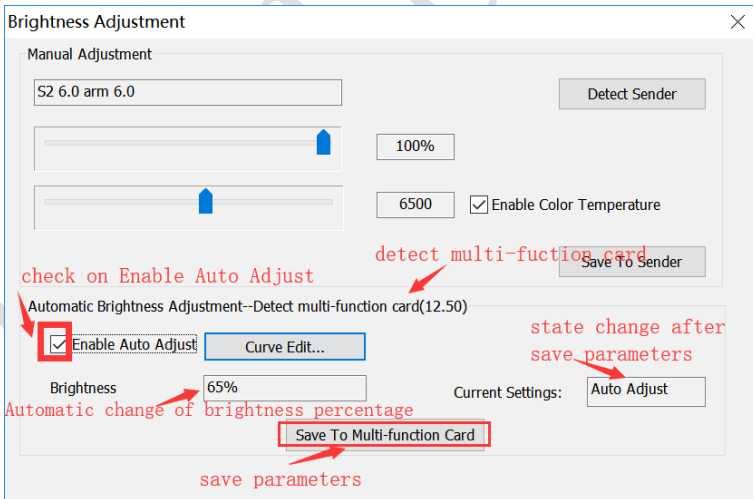 Brightness Adjustment
Manual Adjustment
S2 6.0 arm 6.0
Detect Sender
100%
6500
Enable Color Temperature
detect multi-fuction card
Save To Sender
check on Enable Auto Adjust
Automatic Brightness Adjustment--Detect multi-function card(12.50)
state change after
save parameters
Enable Auto Adjust
Curve Edit...
Brightness
65%
Current Settings:
Auto Adjust
Automatic change of brightness percentage
Save To Multi-function Card
save parameters